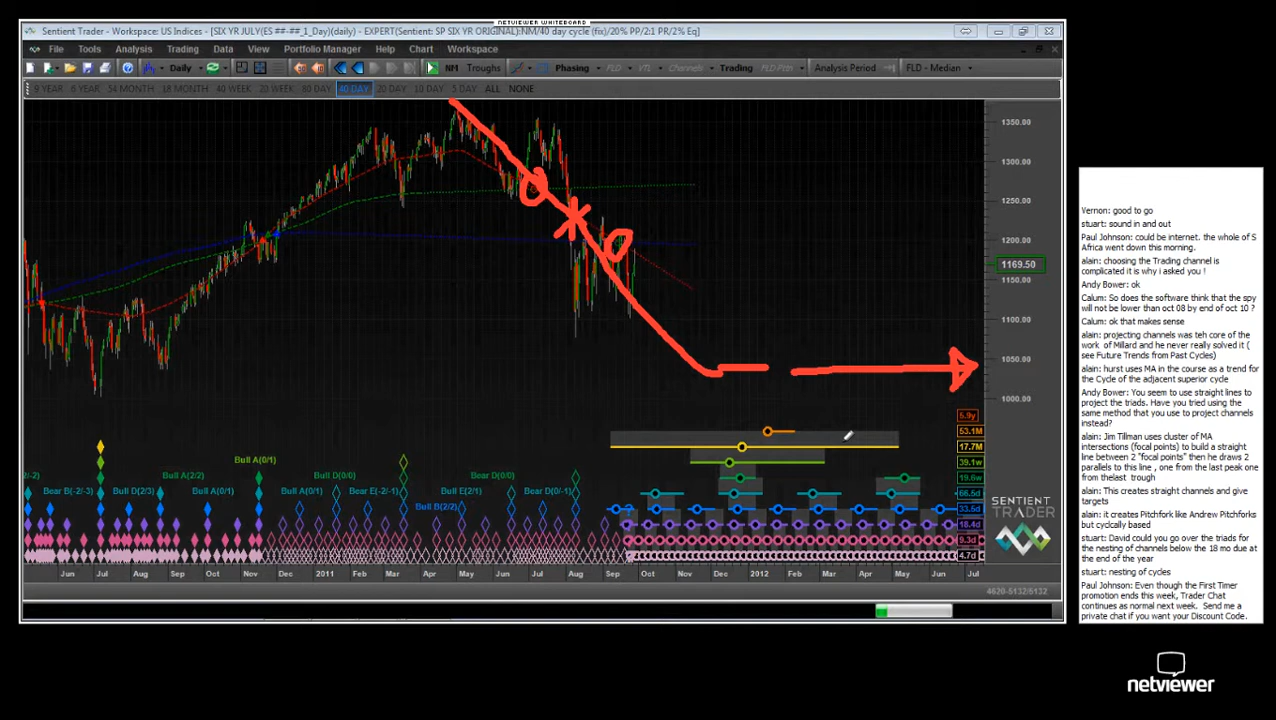 NETVIEWER WHITEBOARD
Sentient Trader - Workspace: US Indices - [SIX YR JULY(ES ##-##_1_Day)(daily) - EXPERT(Sentient: SP SIX YR ORIGINAL):NM/40 day cycle (fix)/20% PP/2:1 PR/2% Eq]
File Tools Analysis Trading Data View Portfolio Manager Help Chart Workspace
Daily NM Troughs Phasing FLD VTL Channels Trading FLD-Pttn Analysis Period FLD - Median
9 YEAR 6 YEAR 54 MONTH 18 MONTH 40 WEEK 20 WEEK 80 DAY 40 DAY 20 DAY 10 DAY 5 DAY ALL NONE
1350.00
1300.00
1250.00
1200.00
1169.50
1150.00
1100.00
1050.00
1000.00
5.9y
53.1M
17.7M
39.1w
19.6w
66.5d
33.5d
18.4d
9.3d
4.7d
Bull A(0/1)
Bull A(2/2) Bull D(0/0) Bear D(0/0)
Bear B(-2/-3) Bull D(2/3) Bull A(0/1) Bull A(0/1) Bear E(-2/-1) Bull E(2/1) Bear D(0/-1)
Bull B(2/2)
SENTIENT
TRADER
Jun Jul Aug Sep Oct Nov Dec 2011 Feb Mar Apr May Jun Jul Aug Sep Oct Nov Dec 2012 Feb Mar Apr May Jun Jul
4620-5132/5132
Vernon: good to go
stuart: sound in and out
Paul Johnson: could be internet. the whole of S
Africa went down this morning.
alain: choosing the Trading channel is
complicated it is why i asked you !
Andy Bower: ok
Calum: So does the software think that the spy
will not be lower than oct 08 by end of oct 10 ?
Calum: ok that makes sense
alain: projecting channels was teh core of the
work of Millard and he never really solved it (
see Future Trends from Past Cycles)
alain: hurst uses MA in the course as a trend for
the Cycle of the adjacent superior cycle
Andy Bower: You seem to use straight lines to
project the triads. Have you tried using the
same method that you use to project channels
instead?
alain: Jim Tillman uses cluster of MA
intersections (focal points) to build a straight
line between 2 "focal points" then he draws 2
parallels to this line , one from the last peak one
from thelast trough
alain: This creates straight channels and give
targets
alain: it creates Pitchfork like Andrew Pitchforks
but cyclcally based
stuart: David could you go over the triads for
the nesting of channels below the 18 mo due at
the end of the year
stuart: nesting of cycles
Paul Johnson: Even though the First Timer
promotion ends this week, Trader Chat
continues as normal next week. Send me a
private chat if you want your Discount Code.
netviewer